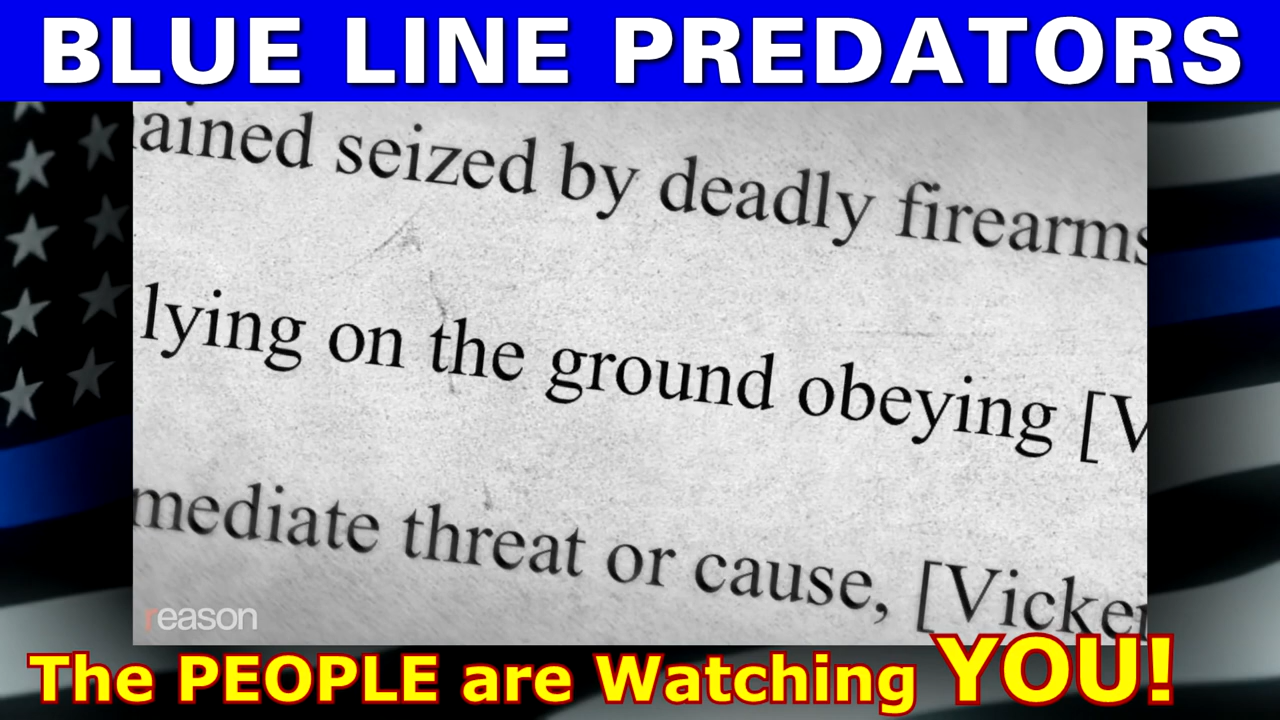 BLUE LINE PREDATORS
ained seized by deadly firearms
lying on the ground obeying [V
mediate threat or cause, [Vicker
reason
The PEOPLE are Watching YOU!